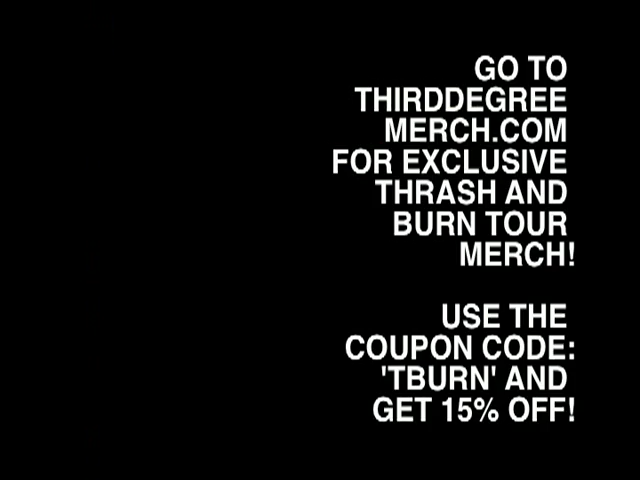 GO TO
THIRDDEGREE
MERCH.COM
FOR EXCLUSIVE
THRASH AND
BURN TOUR
MERCH!
USE THE
COUPON CODE:
'TBURN' AND
GET 15% OFF!